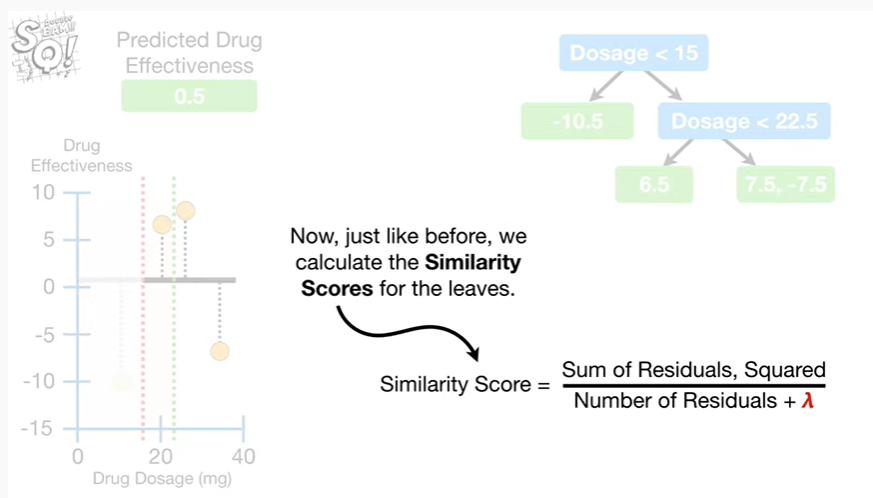 Predicted Drug
Effectiveness
0.5
Dosage < 15
-10.5
Dosage < 22.5
6.5
7.5, -7.5
Drug
Effectiveness
10
5
0
-5
-10
-15
0
20
40
Drug Dosage (mg)
Now, just like before, we
calculate the Similarity
Scores for the leaves.
Similarity Score =
Sum of Residuals, Squared
Number of Residuals + λ